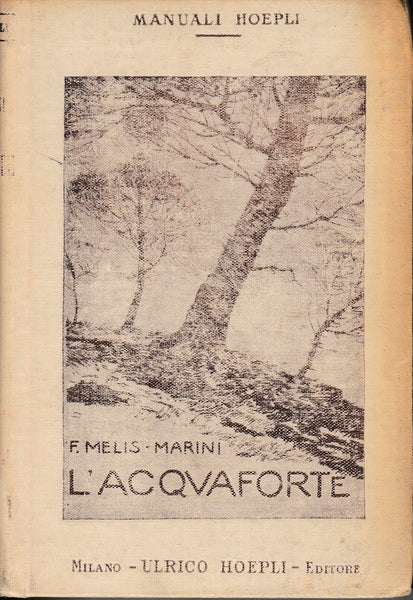 MANUALI HOEPLI
F. MELIS - MARINI
L'ACQVAFORTE
MILANO - ULRICO HOEPLI - EDITORE